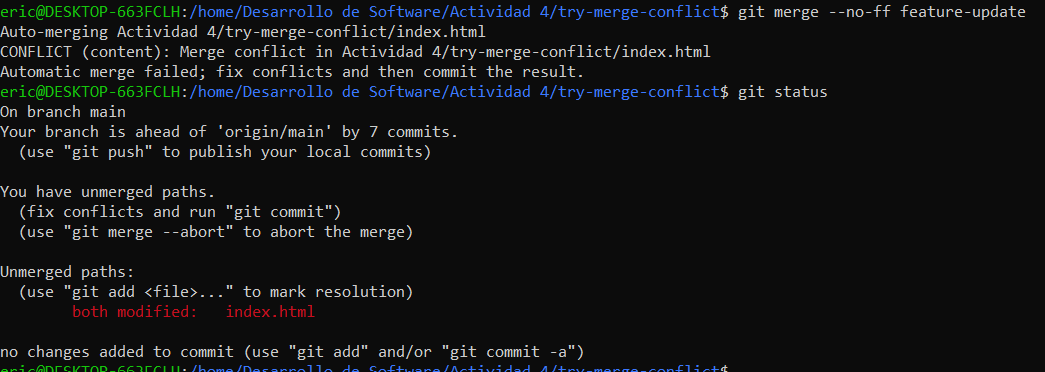 eric@DESKTOP-663FCLH:/home/Desarrollo de Software/Actividad 4/try-merge-conflict$ git merge --no-ff feature-update
Auto-merging Actividad 4/try-merge-conflict/index.html
CONFLICT (content): Merge conflict in Actividad 4/try-merge-conflict/index.html
Automatic merge failed; fix conflicts and then commit the result.
eric@DESKTOP-663FCLH:/home/Desarrollo de Software/Actividad 4/try-merge-conflict$ git status
On branch main
Your branch is ahead of 'origin/main' by 7 commits.
  (use "git push" to publish your local commits)

You have unmerged paths.
  (fix conflicts and run "git commit")
  (use "git merge --abort" to abort the merge)

Unmerged paths:
  (use "git add <file>..." to mark resolution)
        both modified:   index.html

no changes added to commit (use "git add" and/or "git commit -a")
eric@DESKTOP-663FCLH:/home/Desarrollo de Software/Actividad 4/try-merge-conflict$